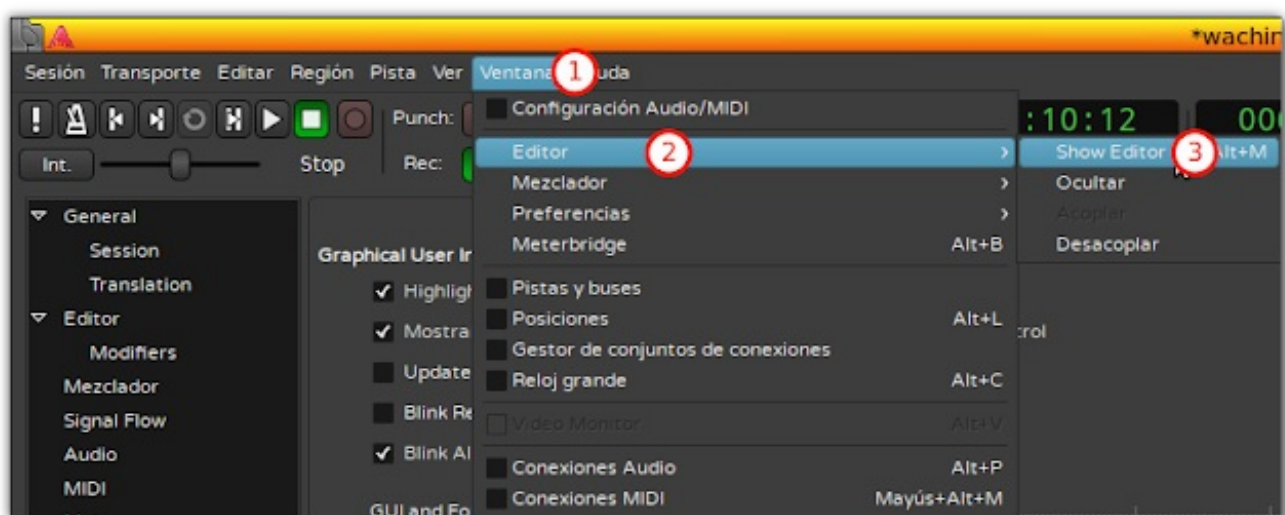 *wachin
Sesión Transporte Editar Región Pista Ver Ventana uda
1
Punch:
:10:12 000
Int. Stop Rec:
Configuración Audio/MIDI
Editor
2
Mezclador
Preferencias
Meterbridge Alt+B
Pistas y buses
Posiciones Alt+L
Gestor de conjuntos de conexiones
Reloj grande Alt+C
Video Monitor Alt+V
Conexiones Audio Alt+P
Conexiones MIDI Mayús+Alt+M
Show Editor Alt+M
3
Ocultar
Acoplar
Desacoplar
General
Session
Translation
Editor
Modifiers
Mezclador
Signal Flow
Audio
MIDI
Graphical User Ir
Highligh
Mostra
trol
Update
Blink Re
Blink Al
GUI and Fo